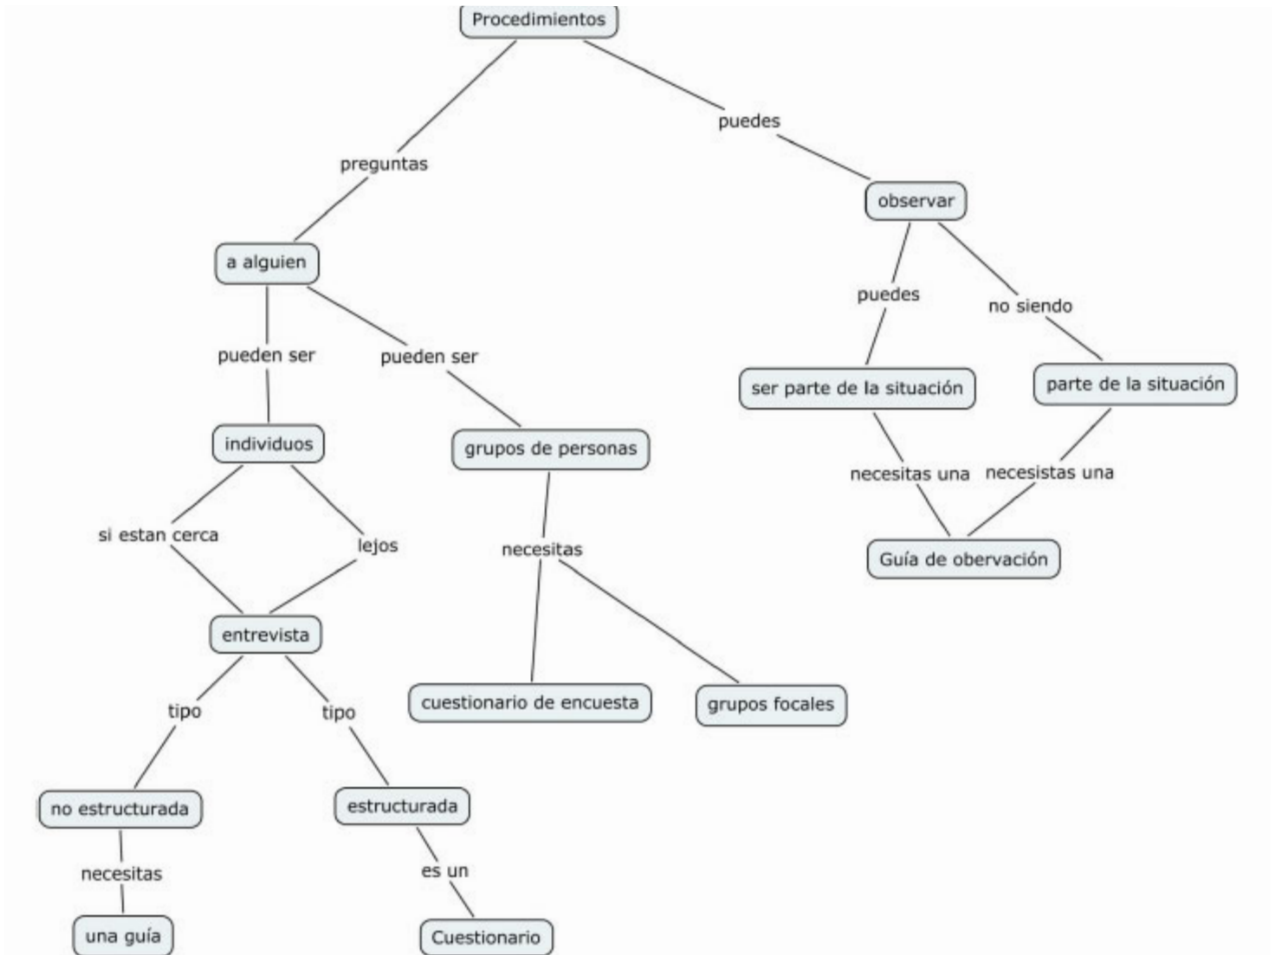 Procedimientos
puedes
preguntas
observar
a alguien
puedes
no siendo
pueden ser
pueden ser
ser parte de la situación
parte de la situación
individuos
grupos de personas
necesitas una
necesistas una
si estan cerca
lejos
necesitas
Guía de obervación
entrevista
cuestionario de encuesta
grupos focales
tipo
tipo
no estructurada
estructurada
necesitas
es un
una guía
Cuestionario